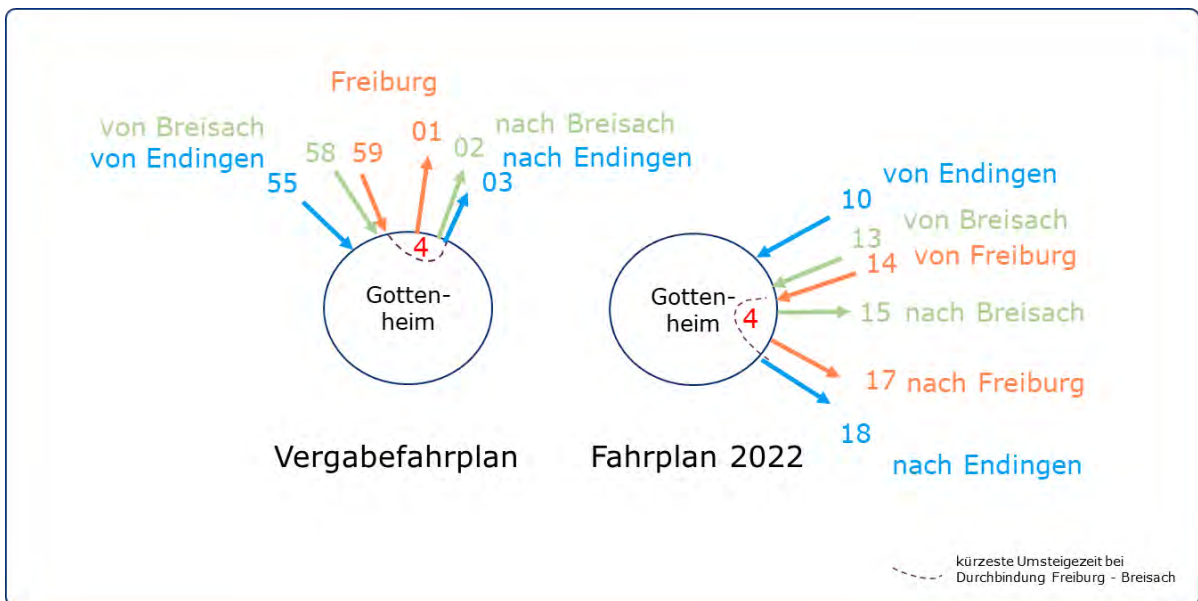 Freiburg
von Breisach
von Endingen
55
58
59
01
02
03
nach Breisach
nach Endingen
4
Gotten-
heim
Vergabefahrplan
von Endingen
10
von Breisach
13
14 von Freiburg
15 nach Breisach
17 nach Freiburg
18
nach Endingen
4
Gotten-
heim
Fahrplan 2022
kürzeste Umsteigezeit bei
Durchbindung Freiburg - Breisach